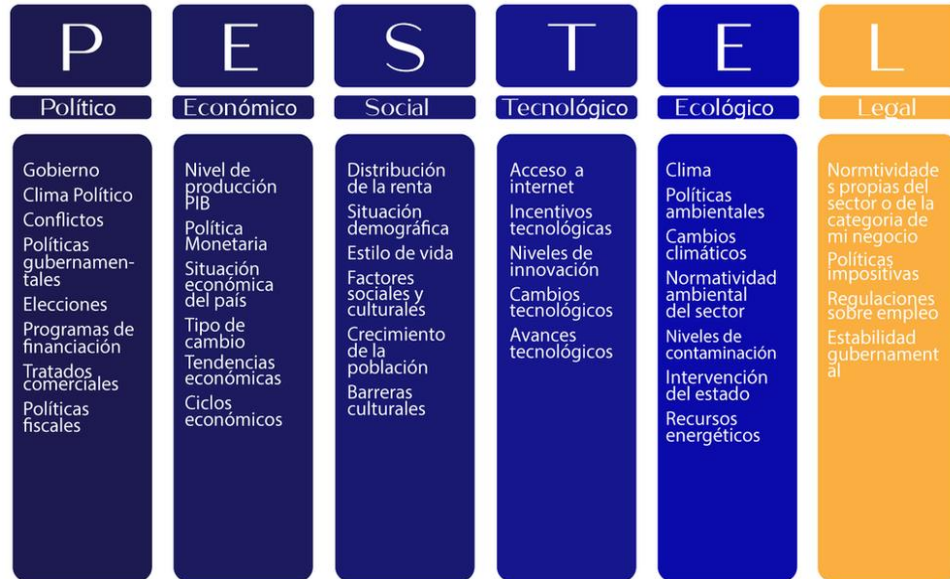 P
E
S
T
E
L
Político
Económico
Social
Tecnológico
Ecológico
Legal
Gobierno
Clima Político
Conflictos
Políticas
gubernamen-
tales
Elecciones
Programas de
financiación
Tratados
comerciales
Políticas
fiscales
Nivel de
producción
PIB
Política
Monetaria
Situación
económica
del país
Tipo de
cambio
Tendencias
económicas
Ciclos
económicos
Distribución
de la renta
Situación
demográfica
Estilo de vida
Factores
sociales y
culturales
Crecimiento
de la
población
Barreras
culturales
Acceso a
internet
Incentivos
tecnológicas
Niveles de
innovación
Cambios
tecnológicos
Avances
tecnológicos
Clima
Políticas
ambientales
Cambios
climáticos
Normatividad
ambiental
del sector
Niveles de
contaminación
Intervención
del estado
Recursos
energéticos
Normtividade
s propias del
sector o de la
categoria de
mi negocio
Políticas
impositivas
Regulaciones
sobre empleo
Estabilidad
gubernament
al